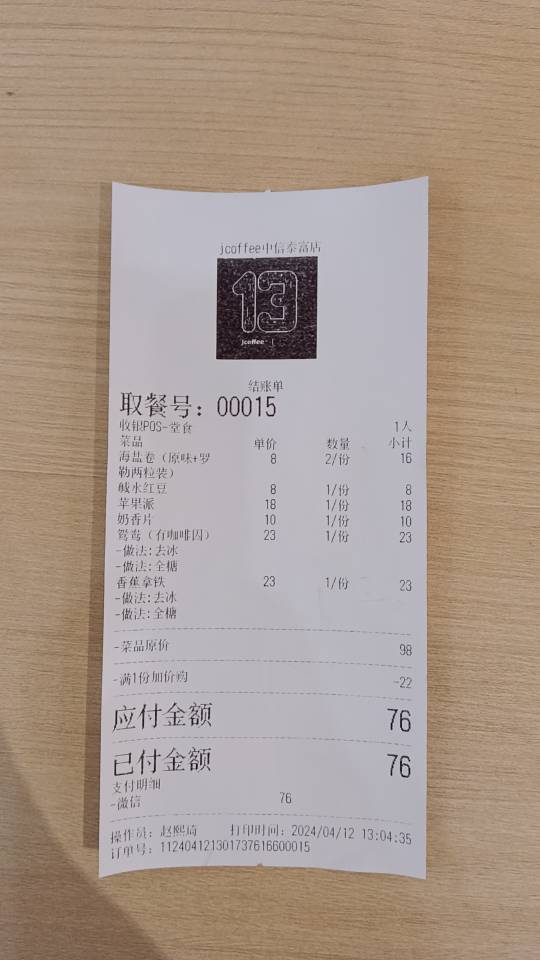 jcoffee中信泰富店
13
jcoffee
结账单
取餐号：00015
收银POS-堂食 1人
菜品 单价 数量 小计
海盐卷（原味+罗 8 2/份 16
勒两粒装）
碱水红豆 8 1/份 8
苹果派 18 1/份 18
奶香片 10 1/份 10
鸳鸯（有咖啡因） 23 1/份 23
-做法:去冰
-做法:全糖
香蕉拿铁 23 1/份 23
-做法:去冰
-做法:全糖
-菜品原价 98
-满1份加价购 -22
应付金额 76
已付金额 76
支付明细
-微信 76
操作员：赵熙琦 打印时间：2024/04/12 13:04:35
订单号：112404121301737616600015